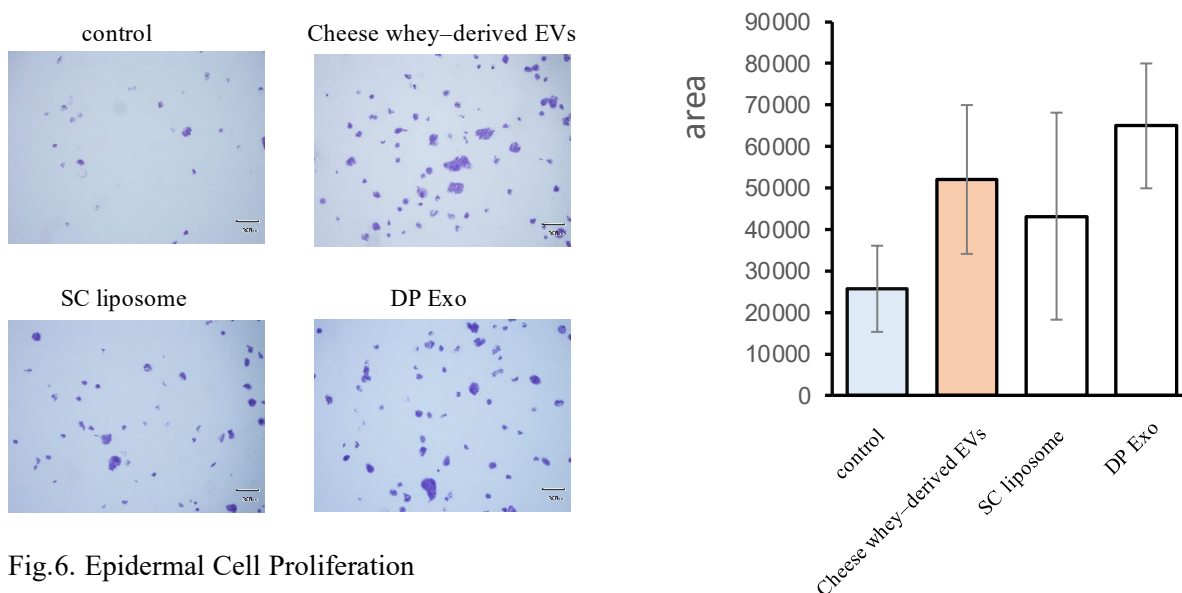 control
Cheese whey–derived EVs
SC liposome
DP Exo
Fig.6. Epidermal Cell Proliferation
area
90000
80000
70000
60000
50000
40000
30000
20000
10000
0
control
Cheese whey–derived EVs
SC liposome
DP Exo